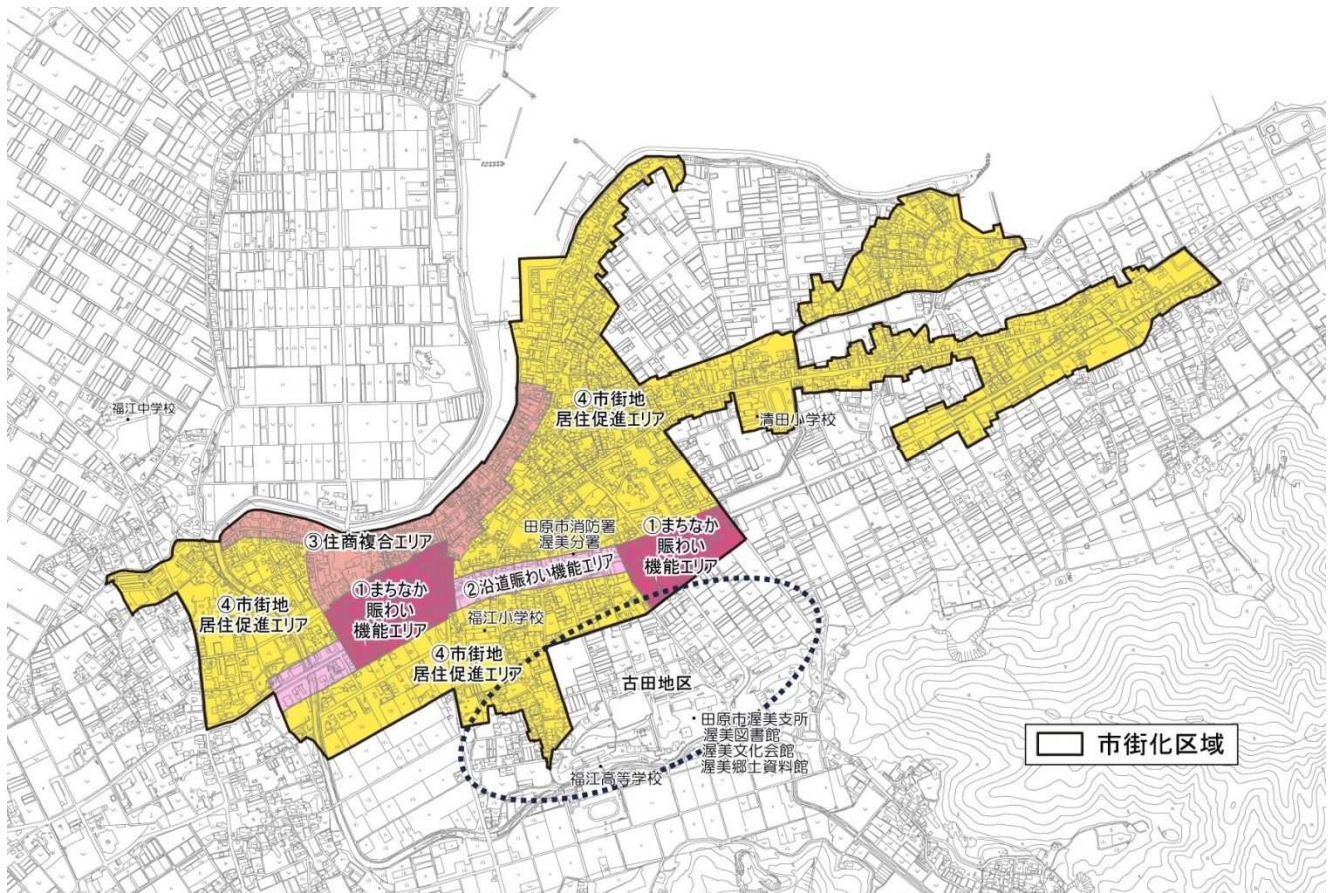 福江中学校
④市街地
居住促進エリア
清田小学校
③住商複合エリア
田原市消防署
渥美分署
①まちなか
賑わい
機能エリア
②沿道賑わい機能エリア
①まちなか
賑わい
機能エリア
④市街地
居住促進エリア
福江小学校
④市街地
居住促進エリア
古田地区
田原市渥美支所
渥美図書館
渥美文化会館
渥美郷土資料館
福江高等学校
市街化区域